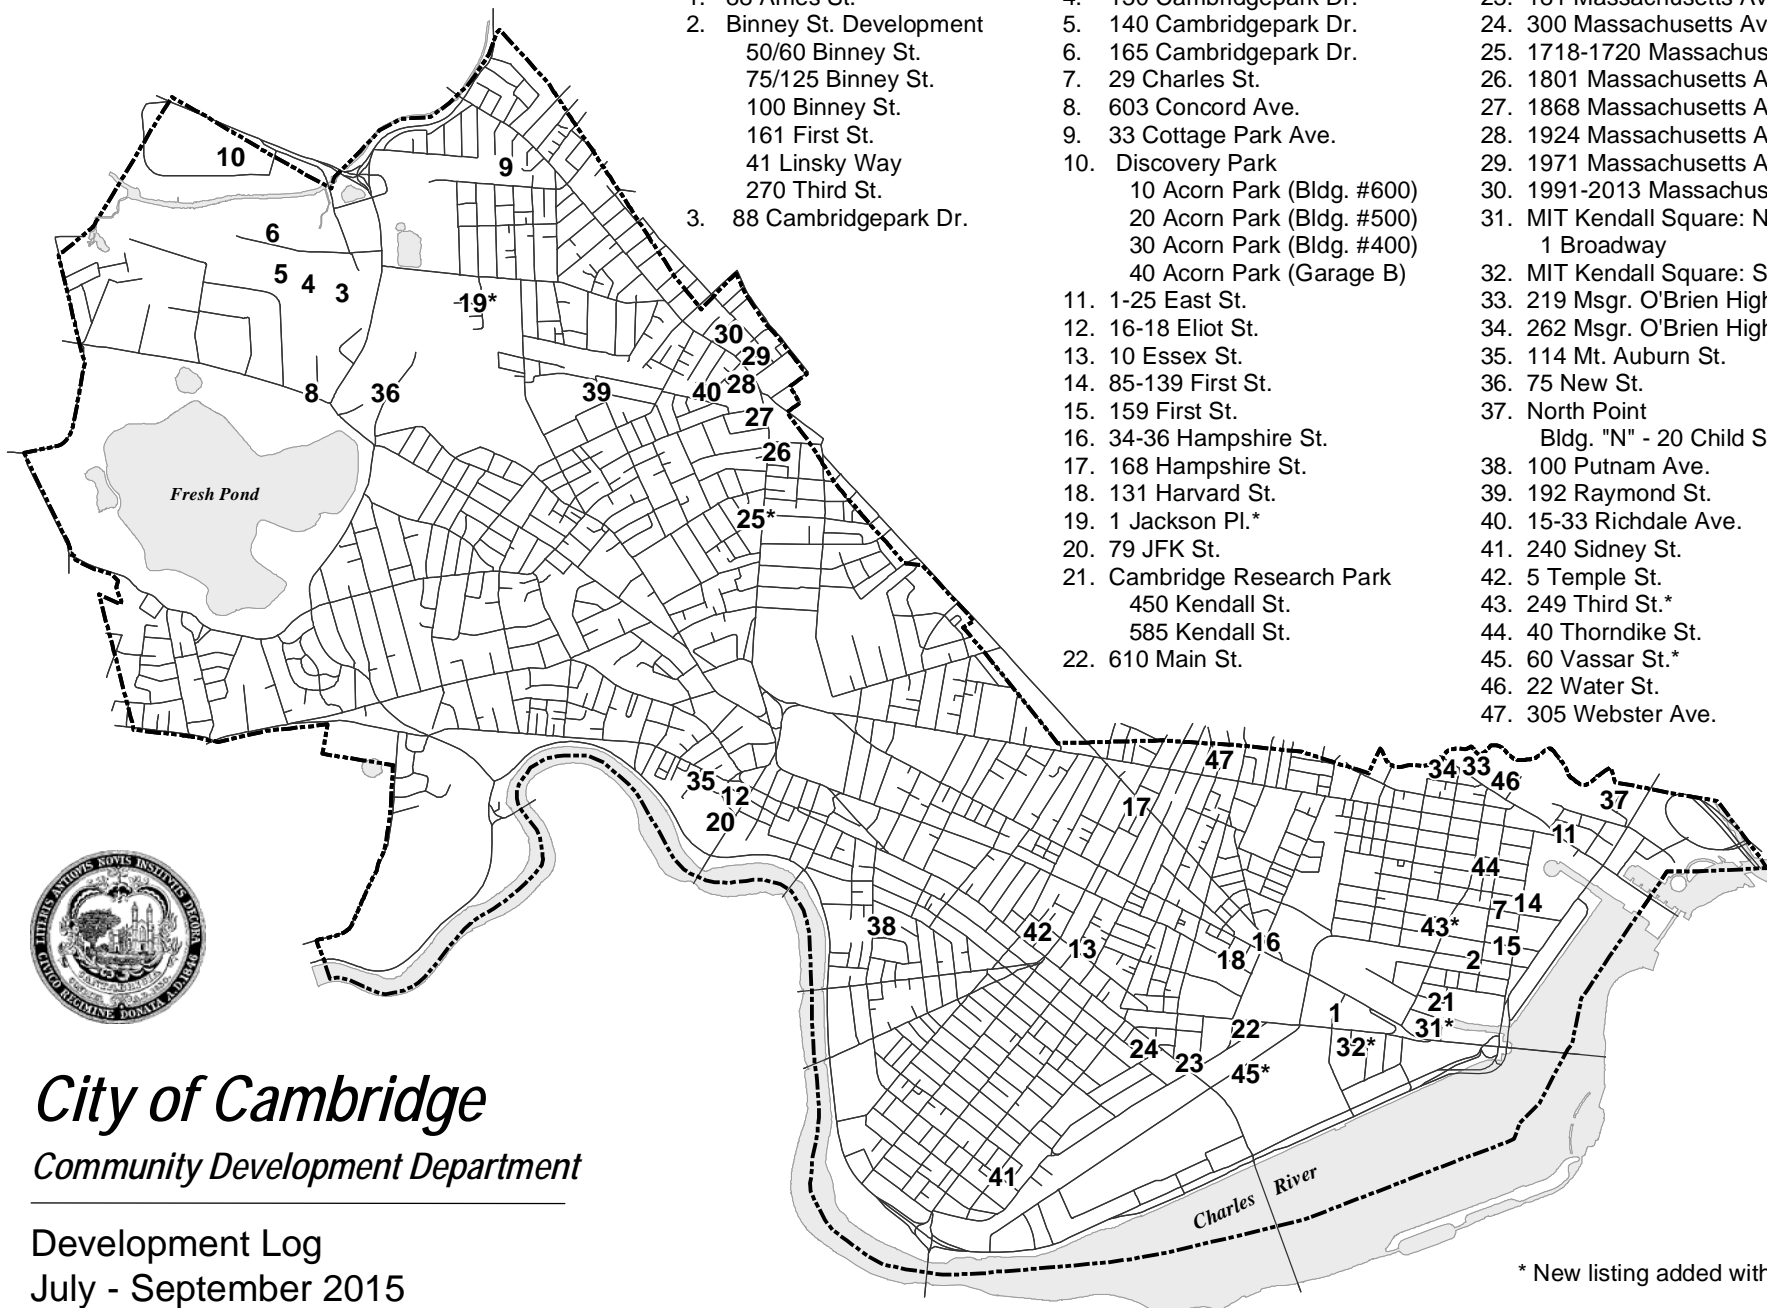 1. 88 Ames St.
2. Binney St. Development
50/60 Binney St.
75/125 Binney St.
100 Binney St.
161 First St.
41 Linsky Way
270 Third St.
3. 88 Cambridgepark Dr.
4. 130 Cambridgepark Dr.
5. 140 Cambridgepark Dr.
6. 165 Cambridgepark Dr.
7. 29 Charles St.
8. 603 Concord Ave.
9. 33 Cottage Park Ave.
10. Discovery Park
10 Acorn Park (Bldg. #600)
20 Acorn Park (Bldg. #500)
30 Acorn Park (Bldg. #400)
40 Acorn Park (Garage B)
11. 1-25 East St.
12. 16-18 Eliot St.
13. 10 Essex St.
14. 85-139 First St.
15. 159 First St.
16. 34-36 Hampshire St.
17. 168 Hampshire St.
18. 131 Harvard St.
19. 1 Jackson Pl.*
20. 79 JFK St.
21. Cambridge Research Park
450 Kendall St.
585 Kendall St.
22. 610 Main St.
23. 181 Massachusetts Av
24. 300 Massachusetts Av
25. 1718-1720 Massachus
26. 1801 Massachusetts A
27. 1868 Massachusetts A
28. 1924 Massachusetts A
29. 1971 Massachusetts A
30. 1991-2013 Massachus
31. MIT Kendall Square: N
1 Broadway
32. MIT Kendall Square: S
33. 219 Msgr. O'Brien High
34. 262 Msgr. O'Brien High
35. 114 Mt. Auburn St.
36. 75 New St.
37. North Point
Bldg. "N" - 20 Child S
38. 100 Putnam Ave.
39. 192 Raymond St.
40. 15-33 Richdale Ave.
41. 240 Sidney St.
42. 5 Temple St.
43. 249 Third St.*
44. 40 Thorndike St.
45. 60 Vassar St.*
46. 22 Water St.
47. 305 Webster Ave.
10
9
6
5
4
3
19*
30
29
28
40
39
27
8
36
26
25*
Fresh Pond
47
34
33
46
37
35
12
20
17
11
44
7
14
43*
38
42
13
16
18
15
2
21
1
31*
22
32*
24
23
45*
41
Charles River
City of Cambridge
Community Development Department
Development Log
July - September 2015
* New listing added with